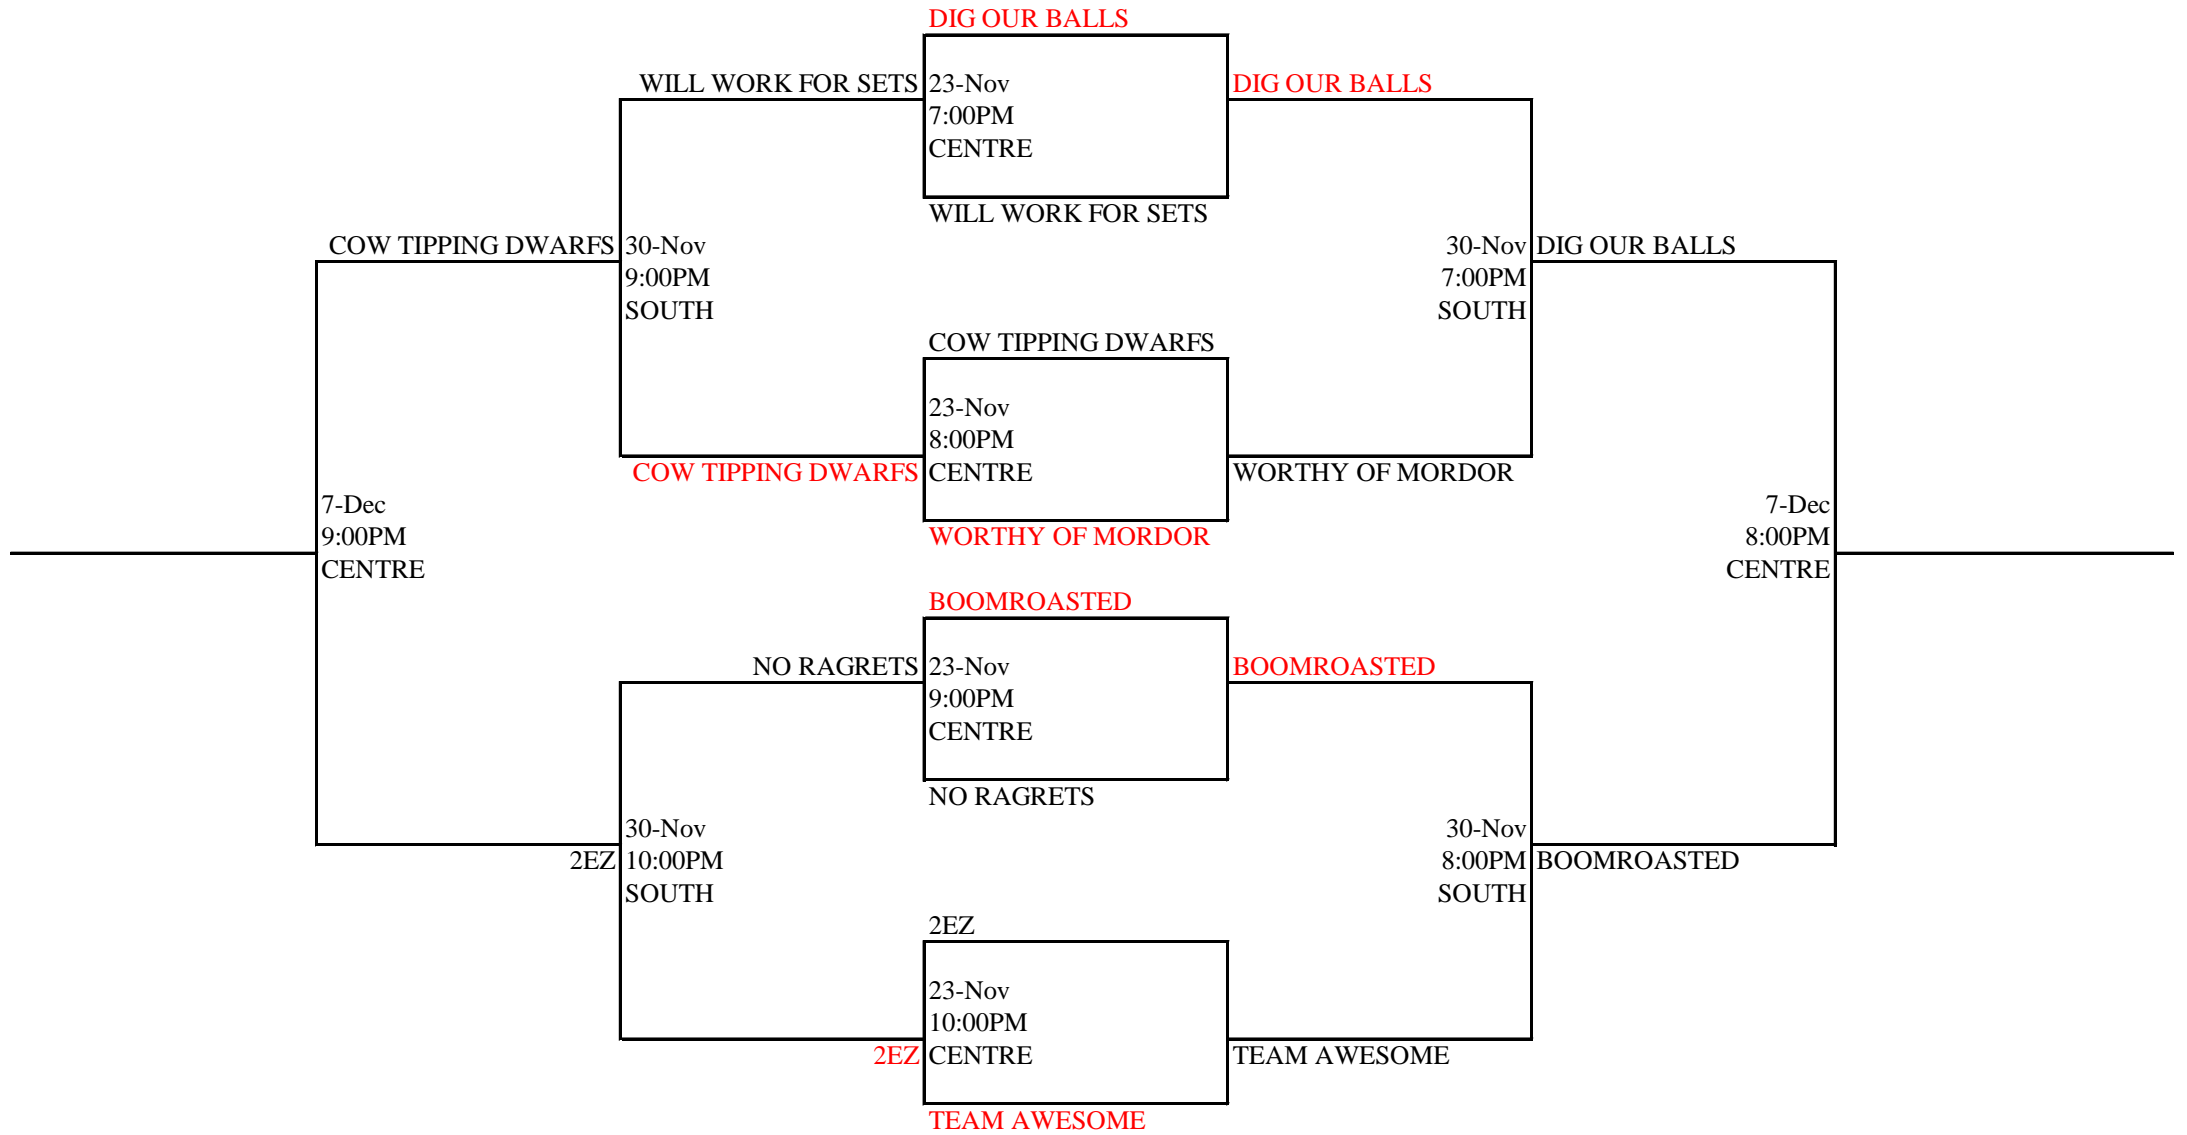 DIG OUR BALLS
WILL WORK FOR SETS
23-Nov
7:00PM
CENTRE
DIG OUR BALLS
WILL WORK FOR SETS
COW TIPPING DWARFS
30-Nov
9:00PM
SOUTH
30-Nov
7:00PM
SOUTH
DIG OUR BALLS
COW TIPPING DWARFS
23-Nov
8:00PM
CENTRE
COW TIPPING DWARFS
WORTHY OF MORDOR
WORTHY OF MORDOR
7-Dec
9:00PM
CENTRE
7-Dec
8:00PM
CENTRE
BOOMROASTED
NO RAGRETS
23-Nov
9:00PM
CENTRE
BOOMROASTED
NO RAGRETS
2EZ
30-Nov
10:00PM
SOUTH
30-Nov
8:00PM
SOUTH
BOOMROASTED
2EZ
23-Nov
10:00PM
CENTRE
2EZ
TEAM AWESOME
TEAM AWESOME